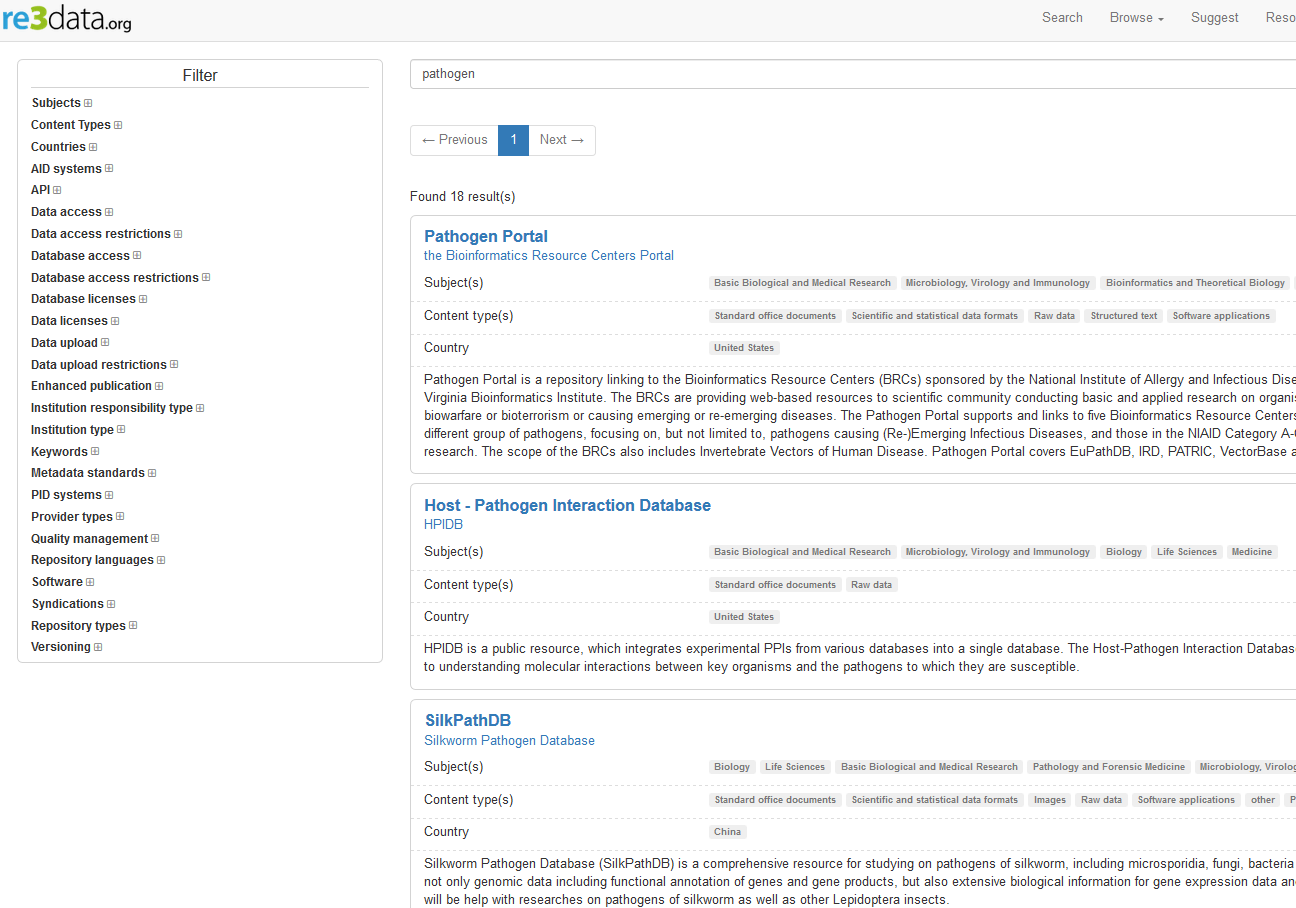 re3data.org
Search Browse Suggest
Filter
Subjects
Content Types
Countries
AID systems
API
Data access
Data access restrictions
Database access
Database access restrictions
Database licenses
Data licenses
Data upload
Data upload restrictions
Enhanced publication
Institution responsibility type
Institution type
Keywords
Metadata standards
PID systems
Provider types
Quality management
Repository languages
Software
Syndications
Repository types
Versioning
pathogen
← Previous 1 Next →
Found 18 result(s)
Pathogen Portal
the Bioinformatics Resource Centers Portal
Subject(s) Basic Biological and Medical Research Microbiology, Virology and Immunology Bioinformatics and Theoretical Biology
Content type(s) Standard office documents Scientific and statistical data formats Raw data Structured text Software applications
Country United States
Pathogen Portal is a repository linking to the Bioinformatics Resource Centers (BRCs) sponsored by the National Institute of Allergy and Infectious
Virginia Bioinformatics Institute. The BRCs are providing web-based resources to scientific community conducting basic and applied research on
biowarfare or bioterrorism or causing emerging or re-emerging diseases. The Pathogen Portal supports and links to five Bioinformatics Resource Centers
different group of pathogens, focusing on, but not limited to, pathogens causing (Re-)Emerging Infectious Diseases, and those in the NIAID Category
research. The scope of the BRCs also includes Invertebrate Vectors of Human Disease. Pathogen Portal covers EuPathDB, IRD, PATRIC, VectorBase
Host - Pathogen Interaction Database
HPIDB
Subject(s) Basic Biological and Medical Research Microbiology, Virology and Immunology Biology Life Sciences Medicine
Content type(s) Standard office documents Raw data
Country United States
HPIDB is a public resource, which integrates experimental PPIs from various databases into a single database. The Host-Pathogen Interaction
to understanding molecular interactions between key organisms and the pathogens to which they are susceptible.
SilkPathDB
Silkworm Pathogen Database
Subject(s) Biology Life Sciences Basic Biological and Medical Research Pathology and Forensic Medicine Microbiology,
Content type(s) Standard office documents Scientific and statistical data formats Images Raw data Software applications other
Country China
Silkworm Pathogen Database (SilkPathDB) is a comprehensive resource for studying on pathogens of silkworm, including microsporidia, fungi, bacteria
not only genomic data including functional annotation of genes and gene products, but also extensive biological information for gene expression data
will be help with researches on pathogens of silkworm as well as other Lepidoptera insects.